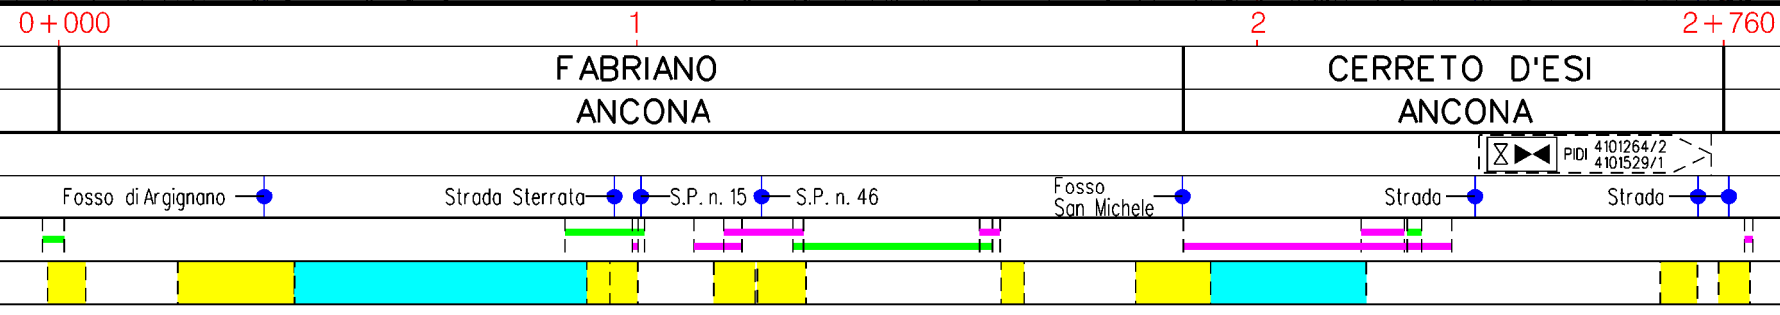 0+000 1 2 2+760
FABRIANO CERRETO D'ESI
ANCONA ANCONA
PIDI 4101264/2
4101529/1
Fosso di Argignano Strada Sterrata S.P. n. 15 S.P. n. 46 Fosso
San Michele Strada Strada